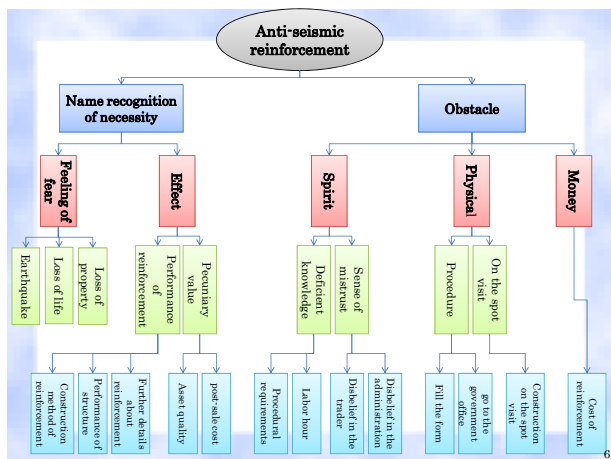 Anti-seismic
reinforcement
Name recognition
of necessity
Obstacle
Feeling of
fear
Effect
Spirit
Physical
Money
Earthquake
Loss of life
Loss of
property
Performance
of
reinforcement
Pecuniary
value
Deficient
knowledge
Sense of
mistrust
Procedure
On the spot
visit
Construction
method of
reinforcement
Performance of
structure
Further details
about
reinforcement
Asset quality
post-sale cost
Procedural
requirements
Labor hour
Disbelief in the
trader
Disbelief in the
administration
Fill the form
go to the
government
office
Construction
on the spot
visit
Cost of
reinforcement
6